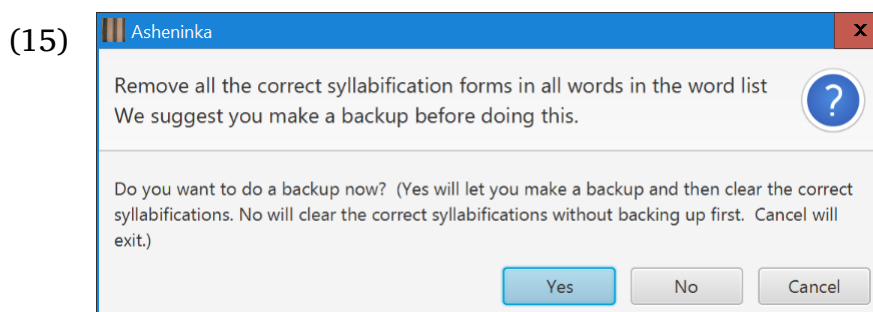 (15)
Asheninka
x
Remove all the correct syllabification forms in all words in the word list
We suggest you make a backup before doing this.
?
Do you want to do a backup now?  (Yes will let you make a backup and then clear the correct
syllabifications. No will clear the correct syllabifications without backing up first.  Cancel will
exit.)
Yes No Cancel